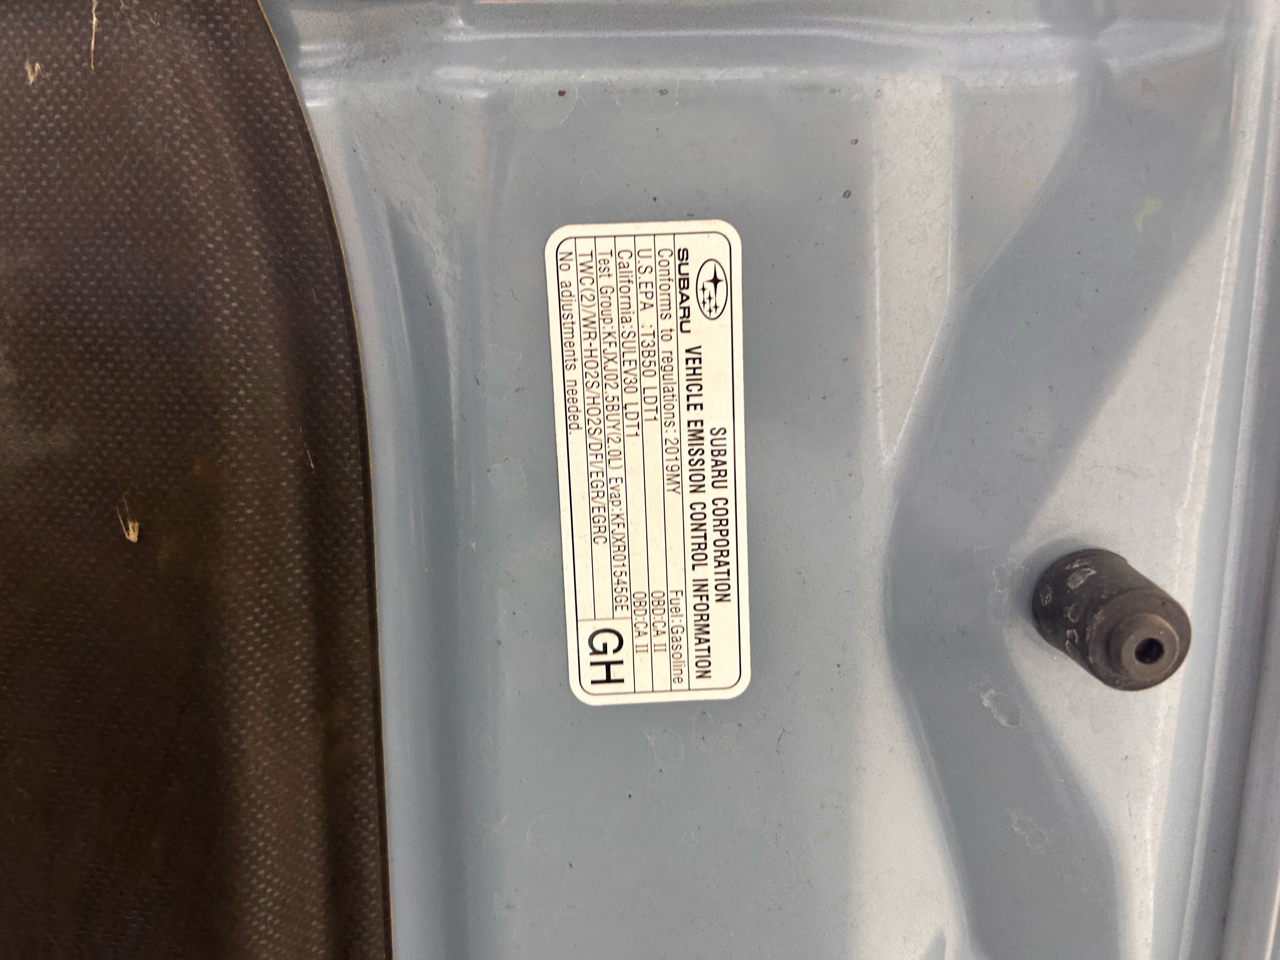 SUBARU CORPORATION
SUBARU VEHICLE EMISSION CONTROL INFORMATION
Conforms to regulations: 2019MY Fuel:Gasoline
U.S.EPA :T3B50 LDT1 OBD:CA II
California:SULEV30 LDT1 OBD:CA II
Test Group:KFJXJ02.5BUY(2.0L) Evap:KFJXR01545GE
TWC(2)/WR-HO2S/HO2S/DFI/EGR/EGRC
No adjustments needed.
GH